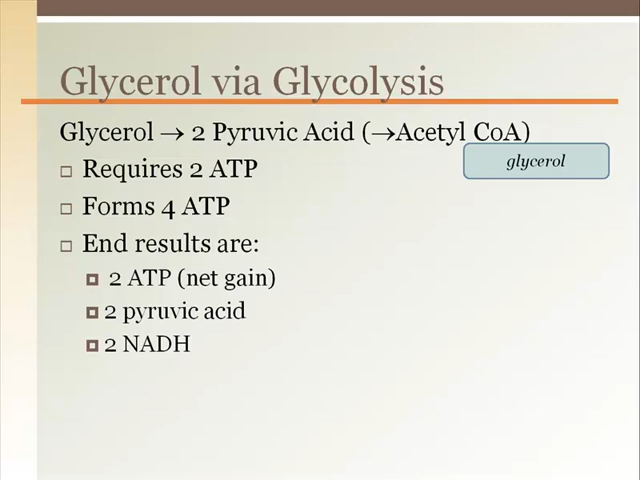 Glycerol via Glycolysis
Glycerol → 2 Pyruvic Acid (→Acetyl CoA)
glycerol
Requires 2 ATP
Forms 4 ATP
End results are:
2 ATP (net gain)
2 pyruvic acid
2 NADH